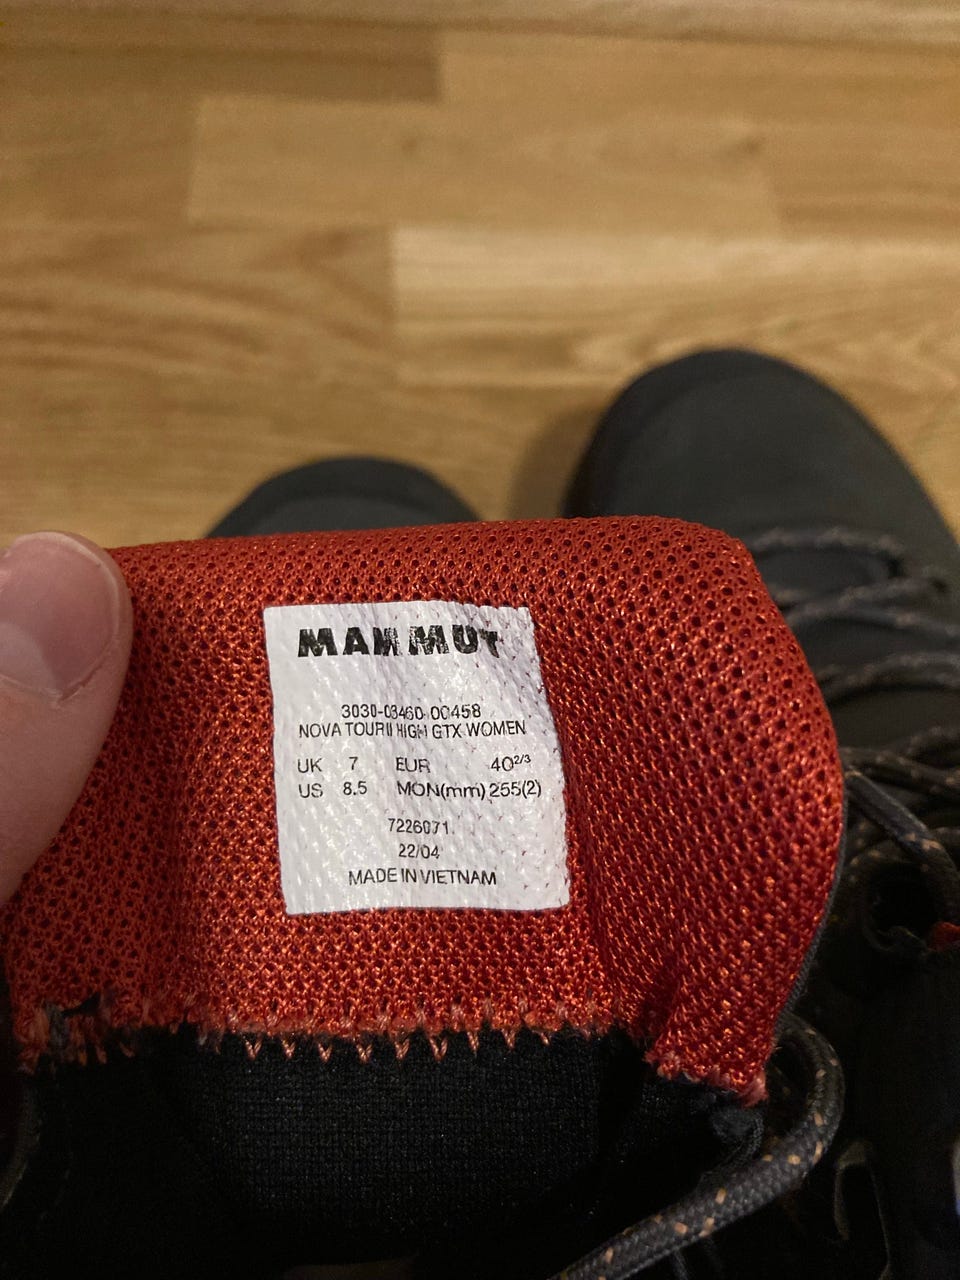 MAMMUT
3030-03460-00458
NOVA TOUR II HIGH GTX WOMEN
UK 7 EUR 40 2/3
US 8.5 MON(mm) 255(2)
7226071
22/04
MADE IN VIETNAM